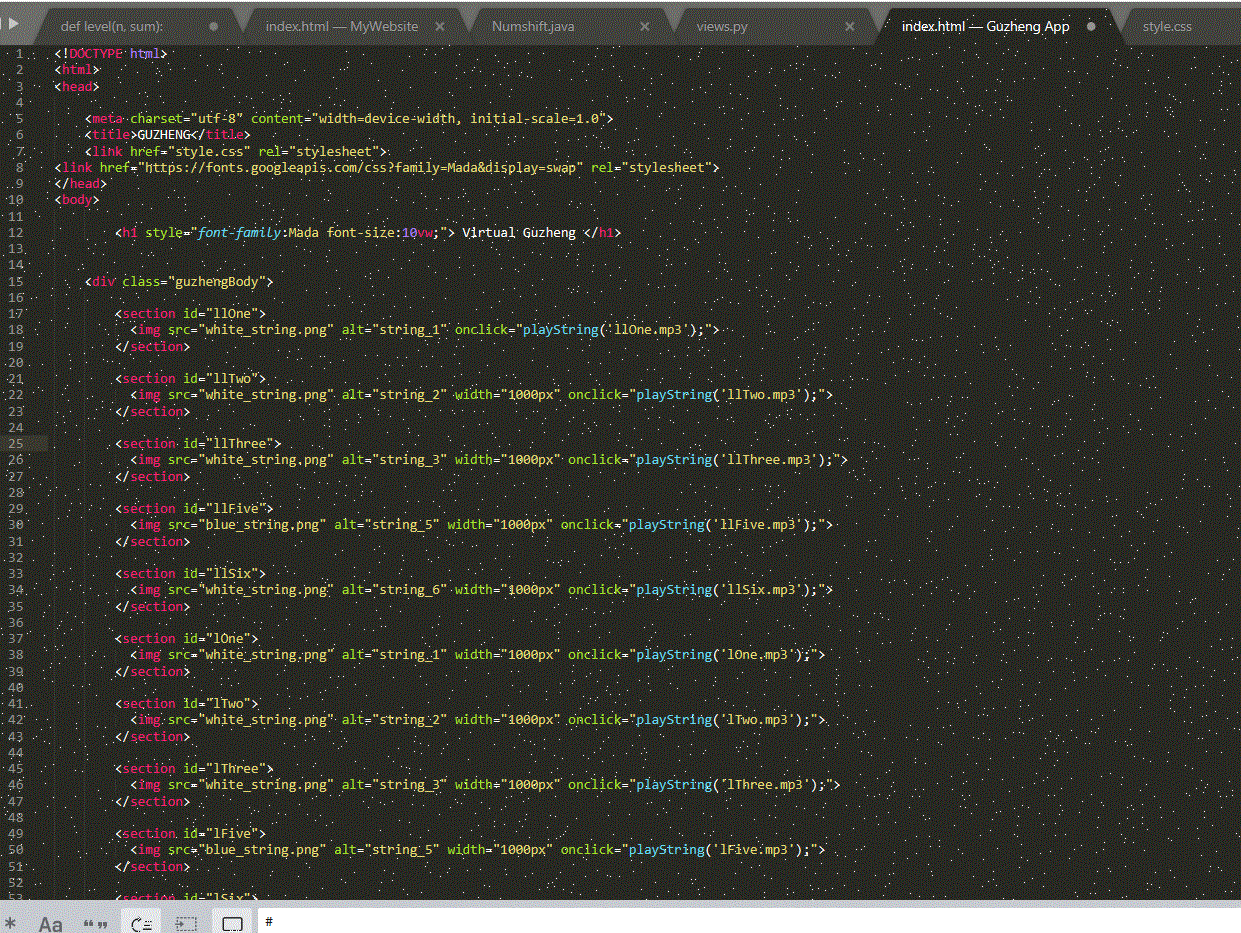 def level(n, sum): index.html — MyWebsite Numshift.java views.py index.html — Guzheng App style.css
1 <!DOCTYPE html>
2 <html>
3 <head>
4
5 <meta charset="utf-8" content="width=device-width, initial-scale=1.0">
6 <title>GUZHENG</title>
7 <link href="style.css" rel="stylesheet">
8 <link href="https://fonts.googleapis.com/css?family=Mada&display=swap" rel="stylesheet">
9 </head>
10 <body>
11
12 <h1 style="font-family:Mada font-size:10vw;"> Virtual Guzheng </h1>
13
14
15 <div class="guzhengBody">
16
17 <section id="llOne">
18 <img src="white_string.png" alt="string_1" onclick="playString('llOne.mp3');">
19 </section>
20
21 <section id="llTwo">
22 <img src="white_string.png" alt="string_2" width="1000px" onclick="playString('llTwo.mp3');">
23 </section>
24
25 <section id="llThree">
26 <img src="white_string.png" alt="string_3" width="1000px" onclick="playString('llThree.mp3');">
27 </section>
28
29 <section id="llFive">
30 <img src="blue_string.png" alt="string_5" width="1000px" onclick="playString('llFive.mp3');">
31 </section>
32
33 <section id="llSix">
34 <img src="white_string.png" alt="string_6" width="1000px" onclick="playString('llSix.mp3');">
35 </section>
36
37 <section id="lOne">
38 <img src="white_string.png" alt="string_1" width="1000px" onclick="playString('lOne.mp3');">
39 </section>
40
41 <section id="lTwo">
42 <img src="white_string.png" alt="string_2" width="1000px" onclick="playString('lTwo.mp3');">
43 </section>
44
45 <section id="lThree">
46 <img src="white_string.png" alt="string_3" width="1000px" onclick="playString('lThree.mp3');">
47 </section>
48
49 <section id="lFive">
50 <img src="blue_string.png" alt="string_5" width="1000px" onclick="playString('lFive.mp3');">
51 </section>
52
53 <section id="lSix">
* Aa “” #